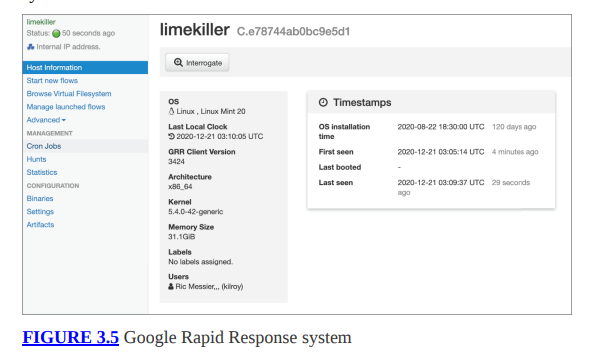 limekiller
Status: 50 seconds ago
Internal IP address.
Host Information
Start new flows
Browse Virtual Filesystem
Manage launched flows
Advanced
MANAGEMENT
Cron Jobs
Hunts
Statistics
CONFIGURATION
Binaries
Settings
Artifacts
limekiller C.e78744ab0bc9e5d1
Interrogate
OS
Linux , Linux Mint 20
Last Local Clock
2020-12-21 03:10:05 UTC
GRR Client Version
3424
Architecture
x86_64
Kernel
5.4.0-42-generic
Memory Size
31.1GiB
Labels
No labels assigned.
Users
Ric Messier,,, (kilroy)
Timestamps
OS installation time 2020-08-22 18:30:00 UTC 120 days ago
First seen 2020-12-21 03:05:14 UTC 4 minutes ago
Last booted -
Last seen 2020-12-21 03:09:37 UTC 29 seconds ago
FIGURE 3.5 Google Rapid Response system